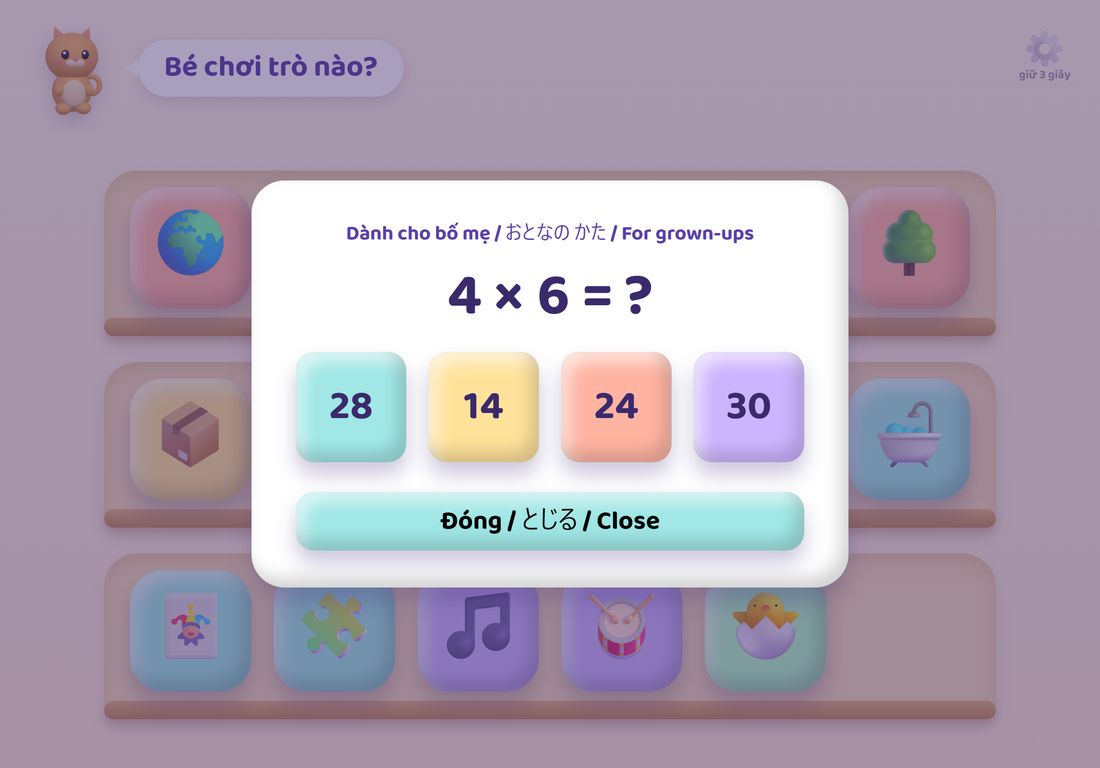 Bé chơi trò nào?
giữ 3 giây
Dành cho bố mẹ / おとなの かた / For grown-ups
4 × 6 = ?
28
14
24
30
Đóng / とじる / Close